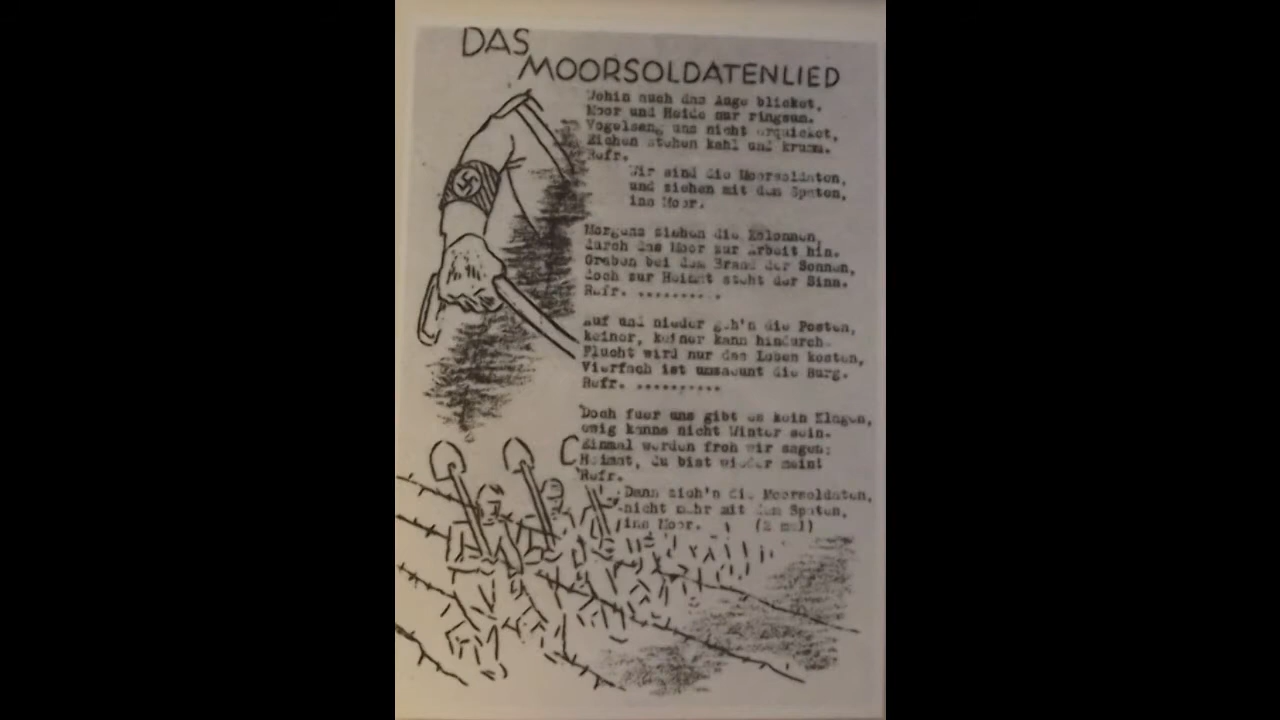 DAS
MOORSOLDATENLIED
Wohin auch das Auge blicket,
Moor und Heide nur ringsum.
Vogelsang uns nicht erquicket,
Eichen stehen kahl und krumm.
Refr.
Wir sind die Moorsoldaten,
und ziehen mit dem Spaten,
ins Moor.
Morgens ziehen die Kolonnen,
durch das Moor zur Arbeit hin.
Graben bei dem Brand der Sonnen,
doch zur Heimat steht der Sinn.
Refr. ..........
Auf und nieder geh'n die Posten,
keiner, keiner kann hindurch.
Flucht wird nur das Leben kosten,
Vierfach ist umzaeunt die Burg.
Refr. ..........
Doch fuer uns gibt es kein Klagen,
ewig kanns nicht Winter sein.
Einmal werden froh wir sagen:
Heimat, du bist wieder mein!
Refr.
Dann zieh'n die Moorsoldaten,
nicht mehr mit dem Spaten,
ins Moor. (2 mal)